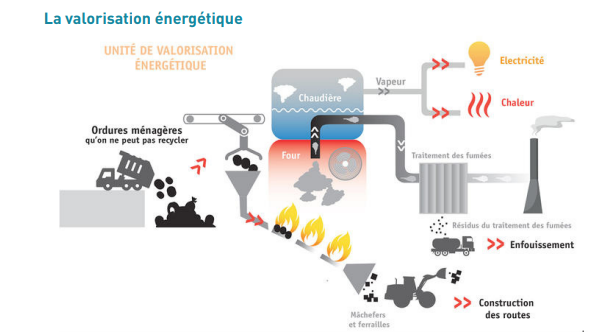 La valorisation énergétique
UNITÉ DE VALORISATION
ÉNERGÉTIQUE
Electricité
Vapeur
Chaudière
Chaleur
Ordures ménagères
qu'on ne peut pas recycler
Four
Traitement des fumées
Résidus du traitement des fumées
Enfouissement
Construction
des routes
Mâchefers
et ferrailles